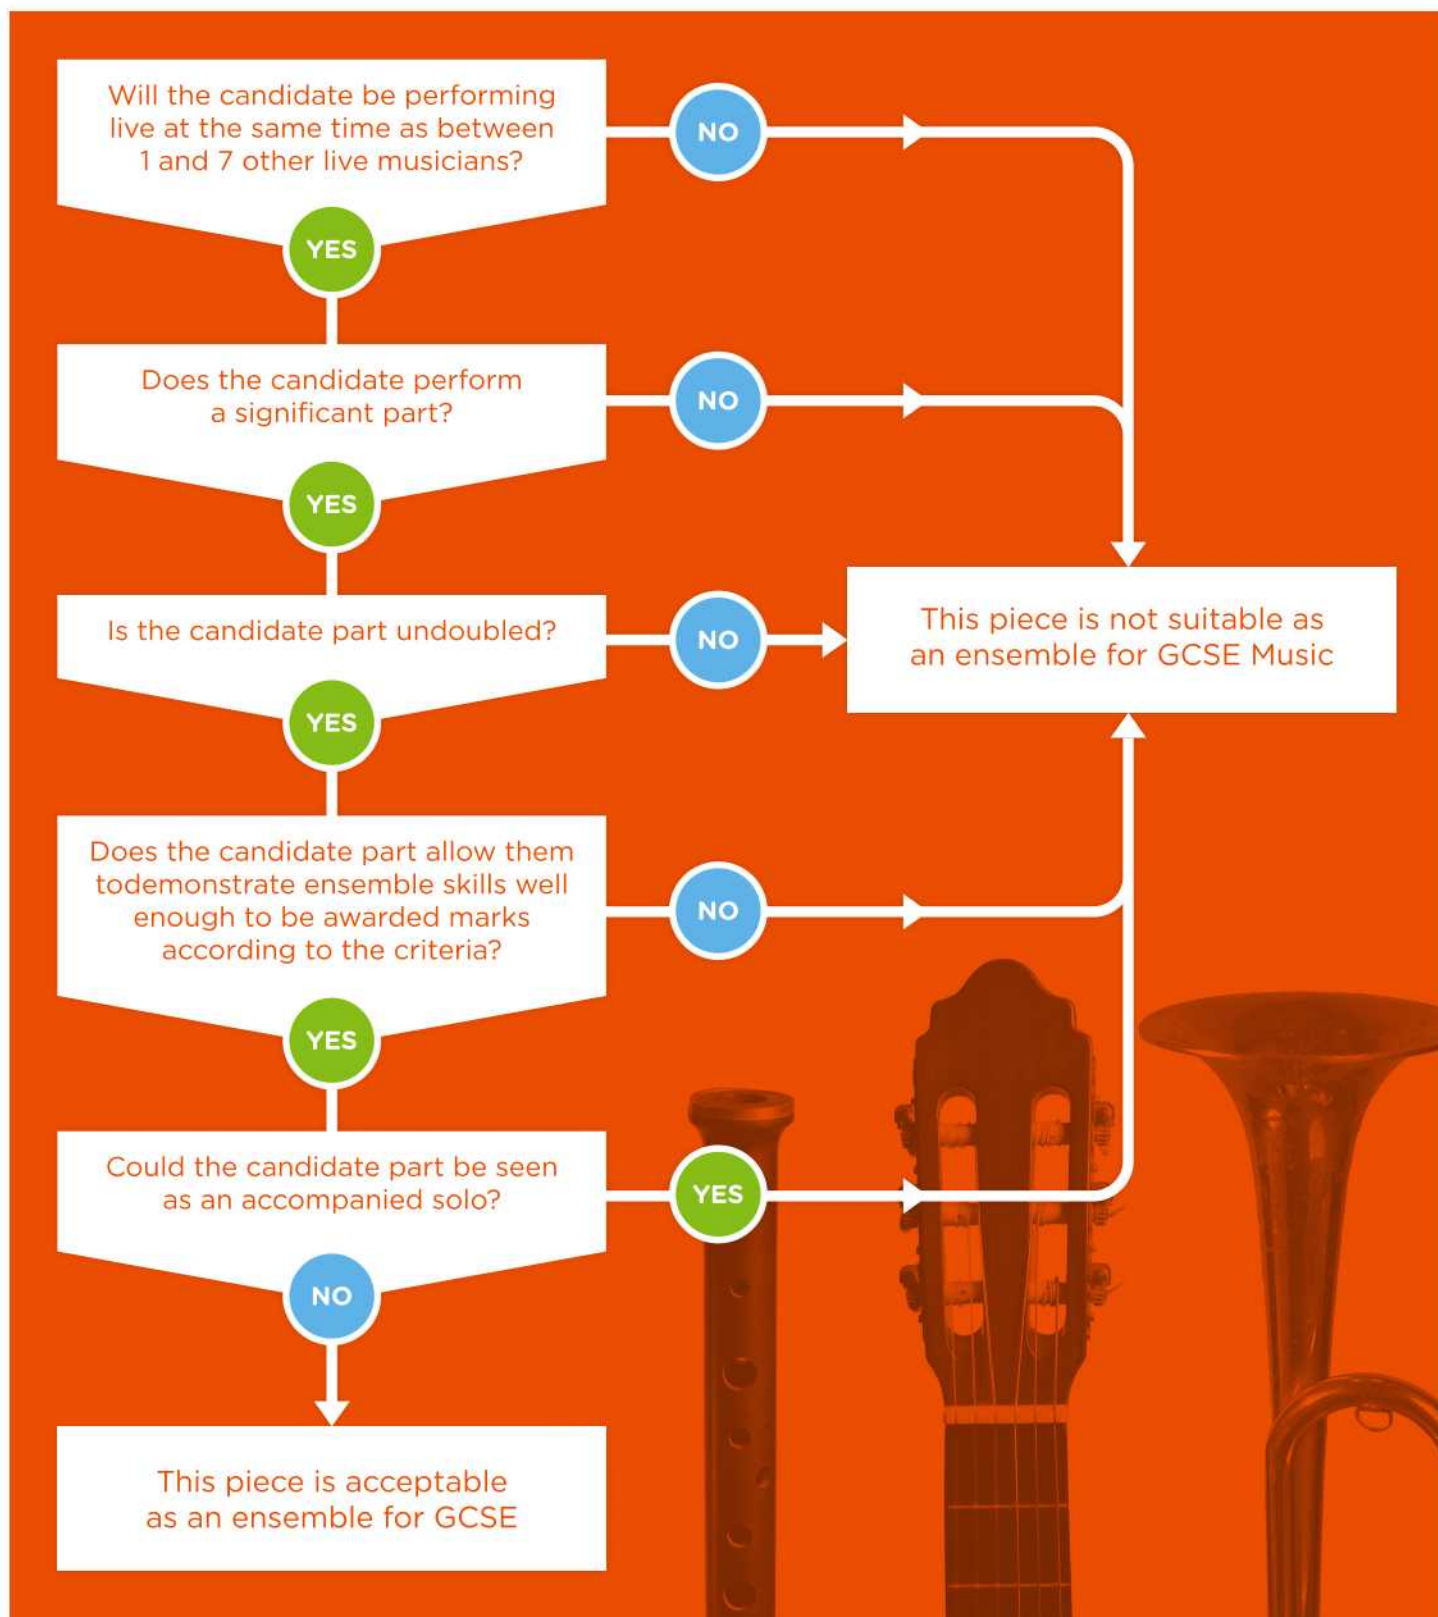 Will the candidate be performing
live at the same time as between
1 and 7 other live musicians?
NO
YES
Does the candidate perform
a significant part?
NO
YES
Is the candidate part undoubled?
NO
This piece is not suitable as
an ensemble for GCSE Music
YES
Does the candidate part allow them
todemonstrate ensemble skills well
enough to be awarded marks
according to the criteria?
NO
YES
Could the candidate part be seen
as an accompanied solo?
YES
NO
This piece is acceptable
as an ensemble for GCSE